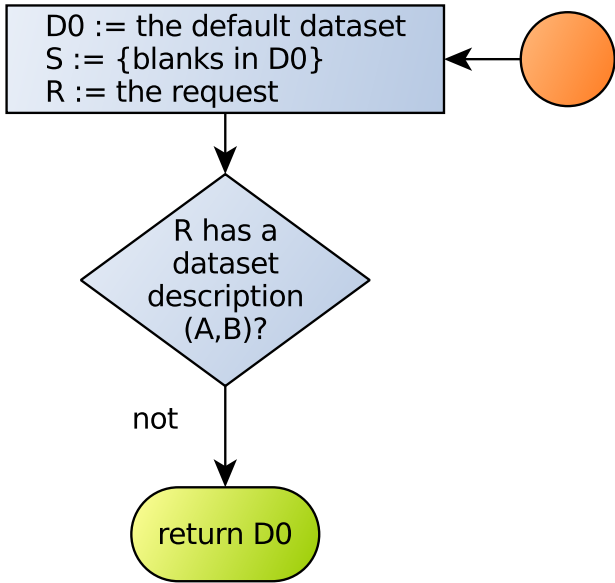 D0 := the default dataset
S := {blanks in D0}
R := the request
R has a
dataset
description
(A,B)?
not
return D0